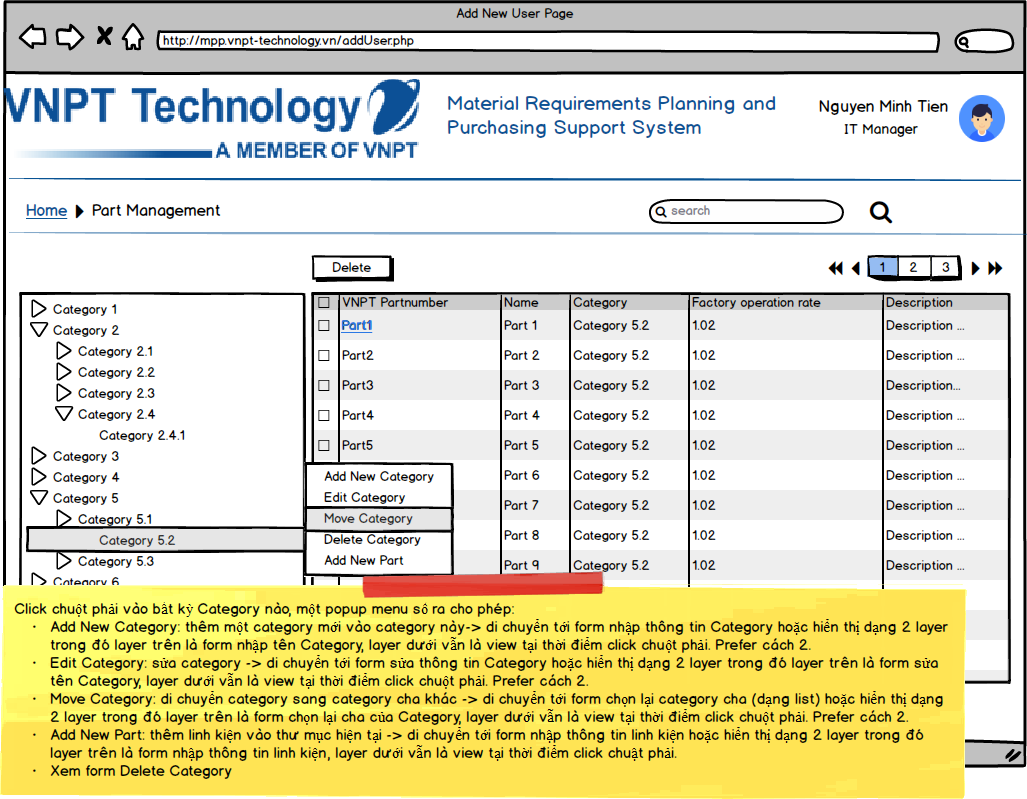 Add New User Page
http://mpp.vnpt-technology.vn/addUser.php
VNPT Technology
A MEMBER OF VNPT
Material Requirements Planning and
Purchasing Support System
Nguyen Minh Tien
IT Manager
Home Part Management
search
Delete
1 2 3
Category 1
Category 2
Category 2.1
Category 2.2
Category 2.3
Category 2.4
Category 2.4.1
Category 3
Category 4
Category 5
Category 5.1
Category 5.2
Category 5.3
Category 6
VNPT Partnumber Name Category Factory operation rate Description
Part1 Part 1 Category 5.2 1.02 Description ...
Part2 Part 2 Category 5.2 1.02 Description ...
Part3 Part 3 Category 5.2 1.02 Description...
Part4 Part 4 Category 5.2 1.02 Description ...
Part5 Part 5 Category 5.2 1.02 Description ...
Part 6 Category 5.2 1.02 Description ...
Part 7 Category 5.2 1.02 Description ...
Part 8 Category 5.2 1.02 Description ...
Part 9 Category 5.2 1.02 Description ...
Add New Category
Edit Category
Move Category
Delete Category
Add New Part
Click chuột phải vào bất kỳ Category nào, một popup menu sổ ra cho phép:
· Add New Category: thêm một category mới vào category này-> di chuyển tới form nhập thông tin Category hoặc hiển thị dạng 2 layer
trong đó layer trên là form nhập tên Category, layer dưới vẫn là view tại thời điểm click chuột phải. Prefer cách 2.
· Edit Category: sửa category -> di chuyển tới form sửa thông tin Category hoặc hiển thị dạng 2 layer trong đó layer trên là form sửa
tên Category, layer dưới vẫn là view tại thời điểm click chuột phải. Prefer cách 2.
· Move Category: di chuyển category sang category cha khác -> di chuyển tới form chọn lại category cha (dạng list) hoặc hiển thị dạng
2 layer trong đó layer trên là form chọn lại cha của Category, layer dưới vẫn là view tại thời điểm click chuột phải. Prefer cách 2.
· Add New Part: thêm linh kiện vào thư mục hiện tại -> di chuyển tới form nhập thông tin linh kiện hoặc hiển thị dạng 2 layer trong đó
layer trên là form nhập thông tin linh kiện, layer dưới vẫn là view tại thời điểm click chuật phải.
· Xem form Delete Category